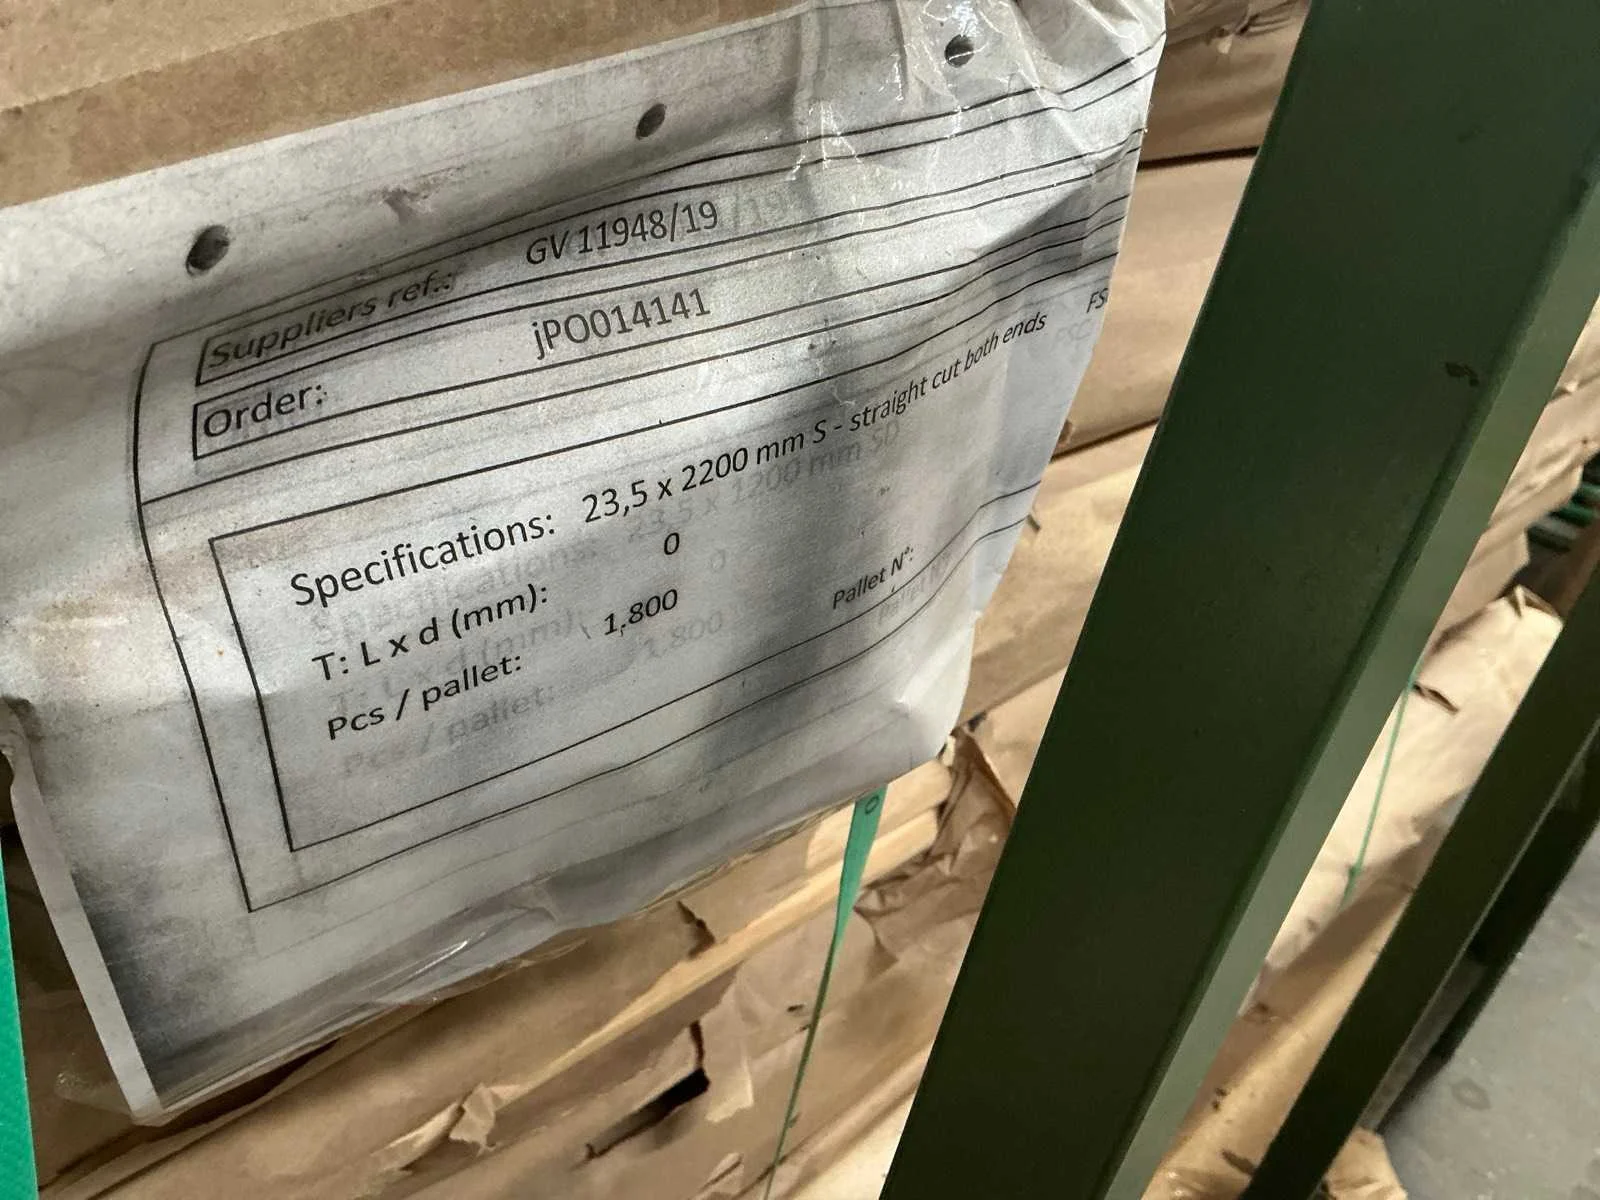 Suppliers ref.: GV 11948/19
Order: jPO014141
Specifications: 23,5 x 2200 mm S - straight cut both ends
T: L x d (mm): 0
Pcs / pallet: 1,800
Pallet N°: